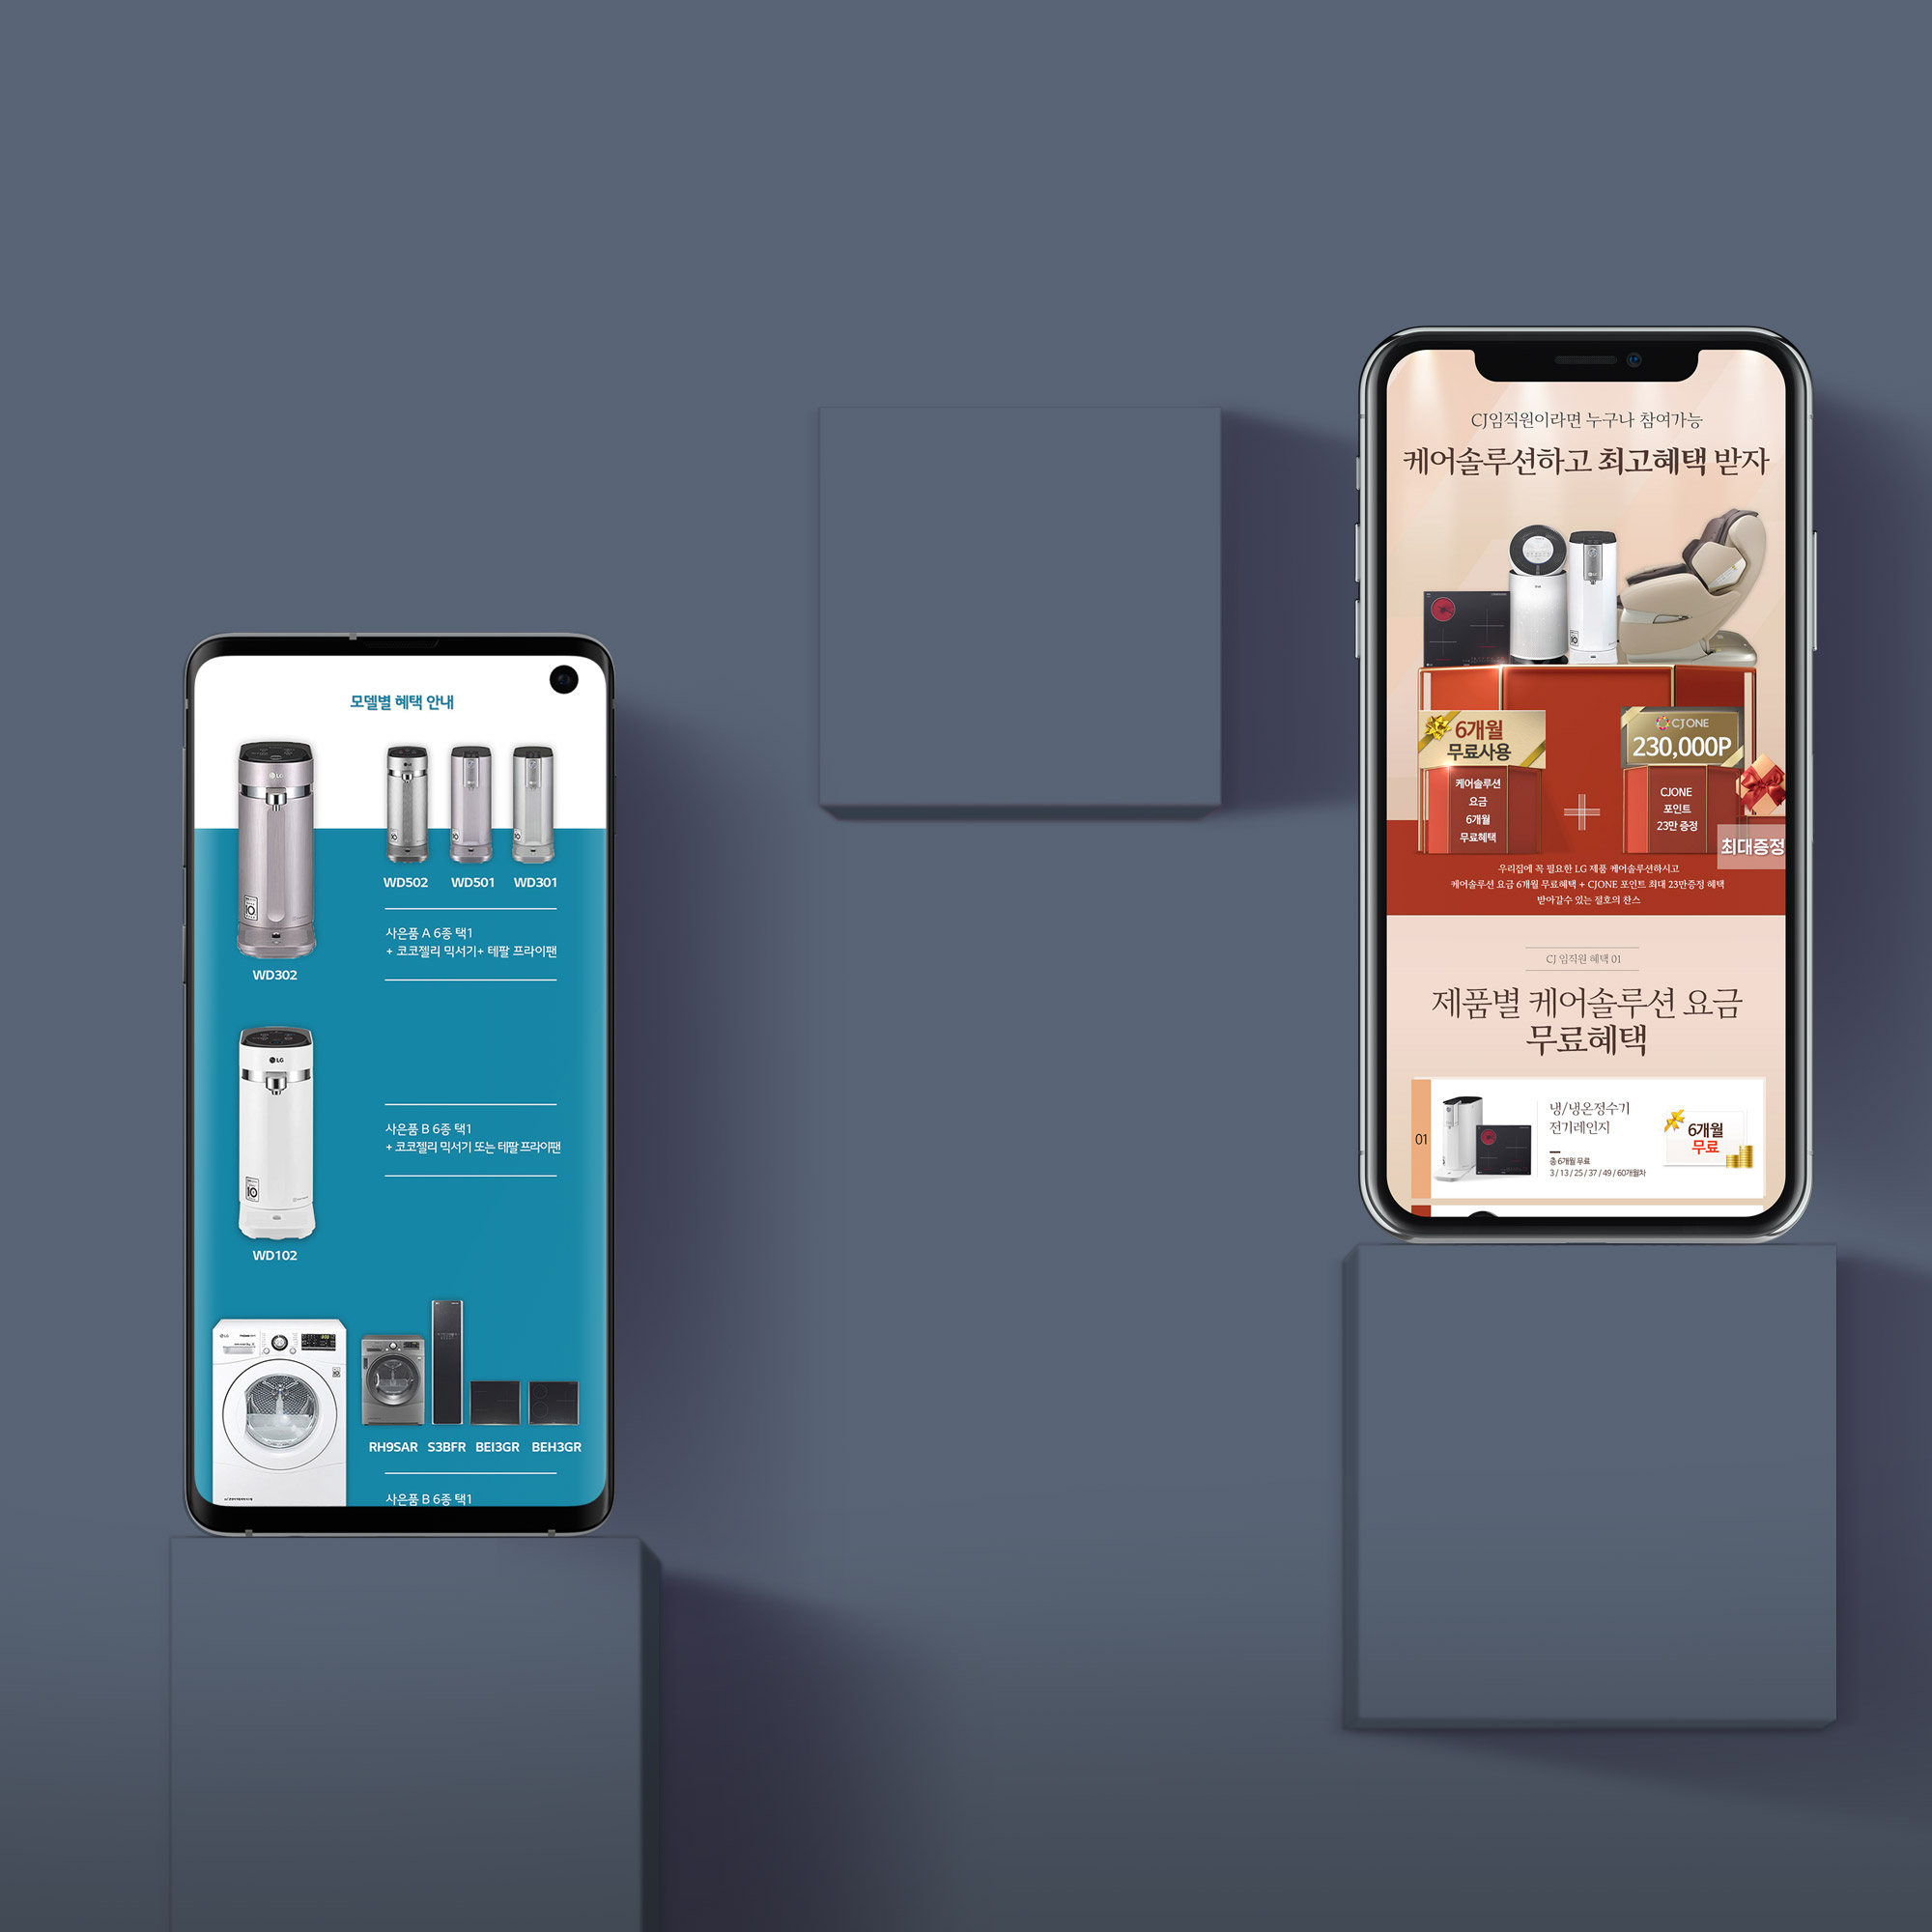 모델별 혜택 안내
LG
WD502 WD501 WD301
사은품 A 6종 택1
+ 코코젤리 믹서기+ 테팔 프라이팬
WD302
LG
사은품 B 6종 택1
+ 코코젤리 믹서기 또는 테팔 프라이팬
WD102
LG
RH9SAR S3BFR BEI3GR BEH3GR
사은품 B 6종 택1
CJ임직원이라면 누구나 참여가능
케어솔루션하고 최고혜택 받자
6개월
무료사용
케어솔루션
요금
6개월
무료혜택
CJ ONE
230,000P
CJONE
포인트
23만 증정
최대증정
우리집에 꼭 필요한 LG 제품 케어솔루션하시고
케어솔루션 요금 6개월 무료혜택 + CJONE 포인트 최대 23만증정 혜택
받아갈수 있는 절호의 찬스
CJ 임직원 혜택 01
제품별 케어솔루션 요금
무료혜택
01
냉/냉온정수기
전기레인지
총 6개월 무료
3 / 13 / 25 / 37 / 49 / 60개월차
6개월
무료